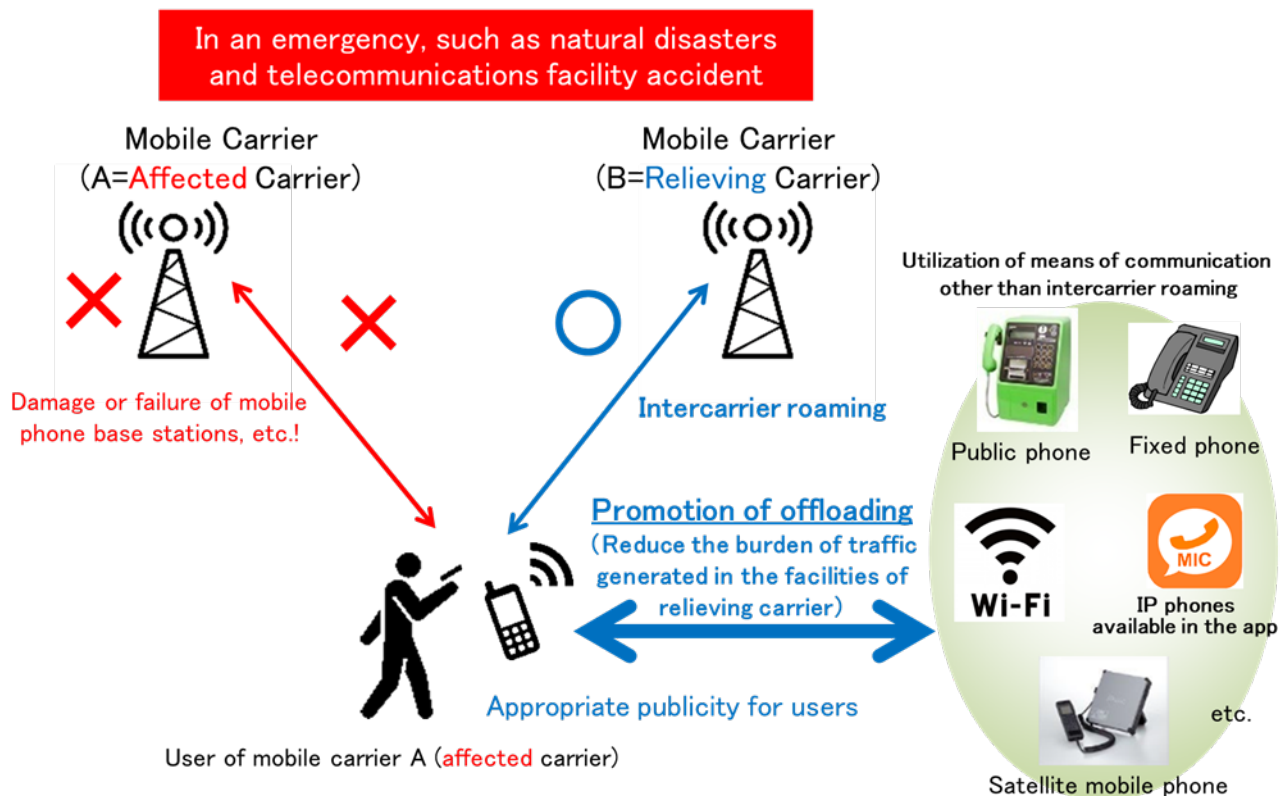 In an emergency, such as natural disasters
and telecommunications facility accident
Mobile Carrier
(A=Affected Carrier)
Mobile Carrier
(B=Relieving Carrier)
Utilization of means of communication
other than intercarrier roaming
Damage or failure of mobile
phone base stations, etc.!
Intercarrier roaming
Public phone
Fixed phone
Promotion of offloading
(Reduce the burden of traffic
generated in the facilities of
relieving carrier)
Wi-Fi
MIC
IP phones
available in the app
Appropriate publicity for users
etc.
User of mobile carrier A (affected carrier)
Satellite mobile phone